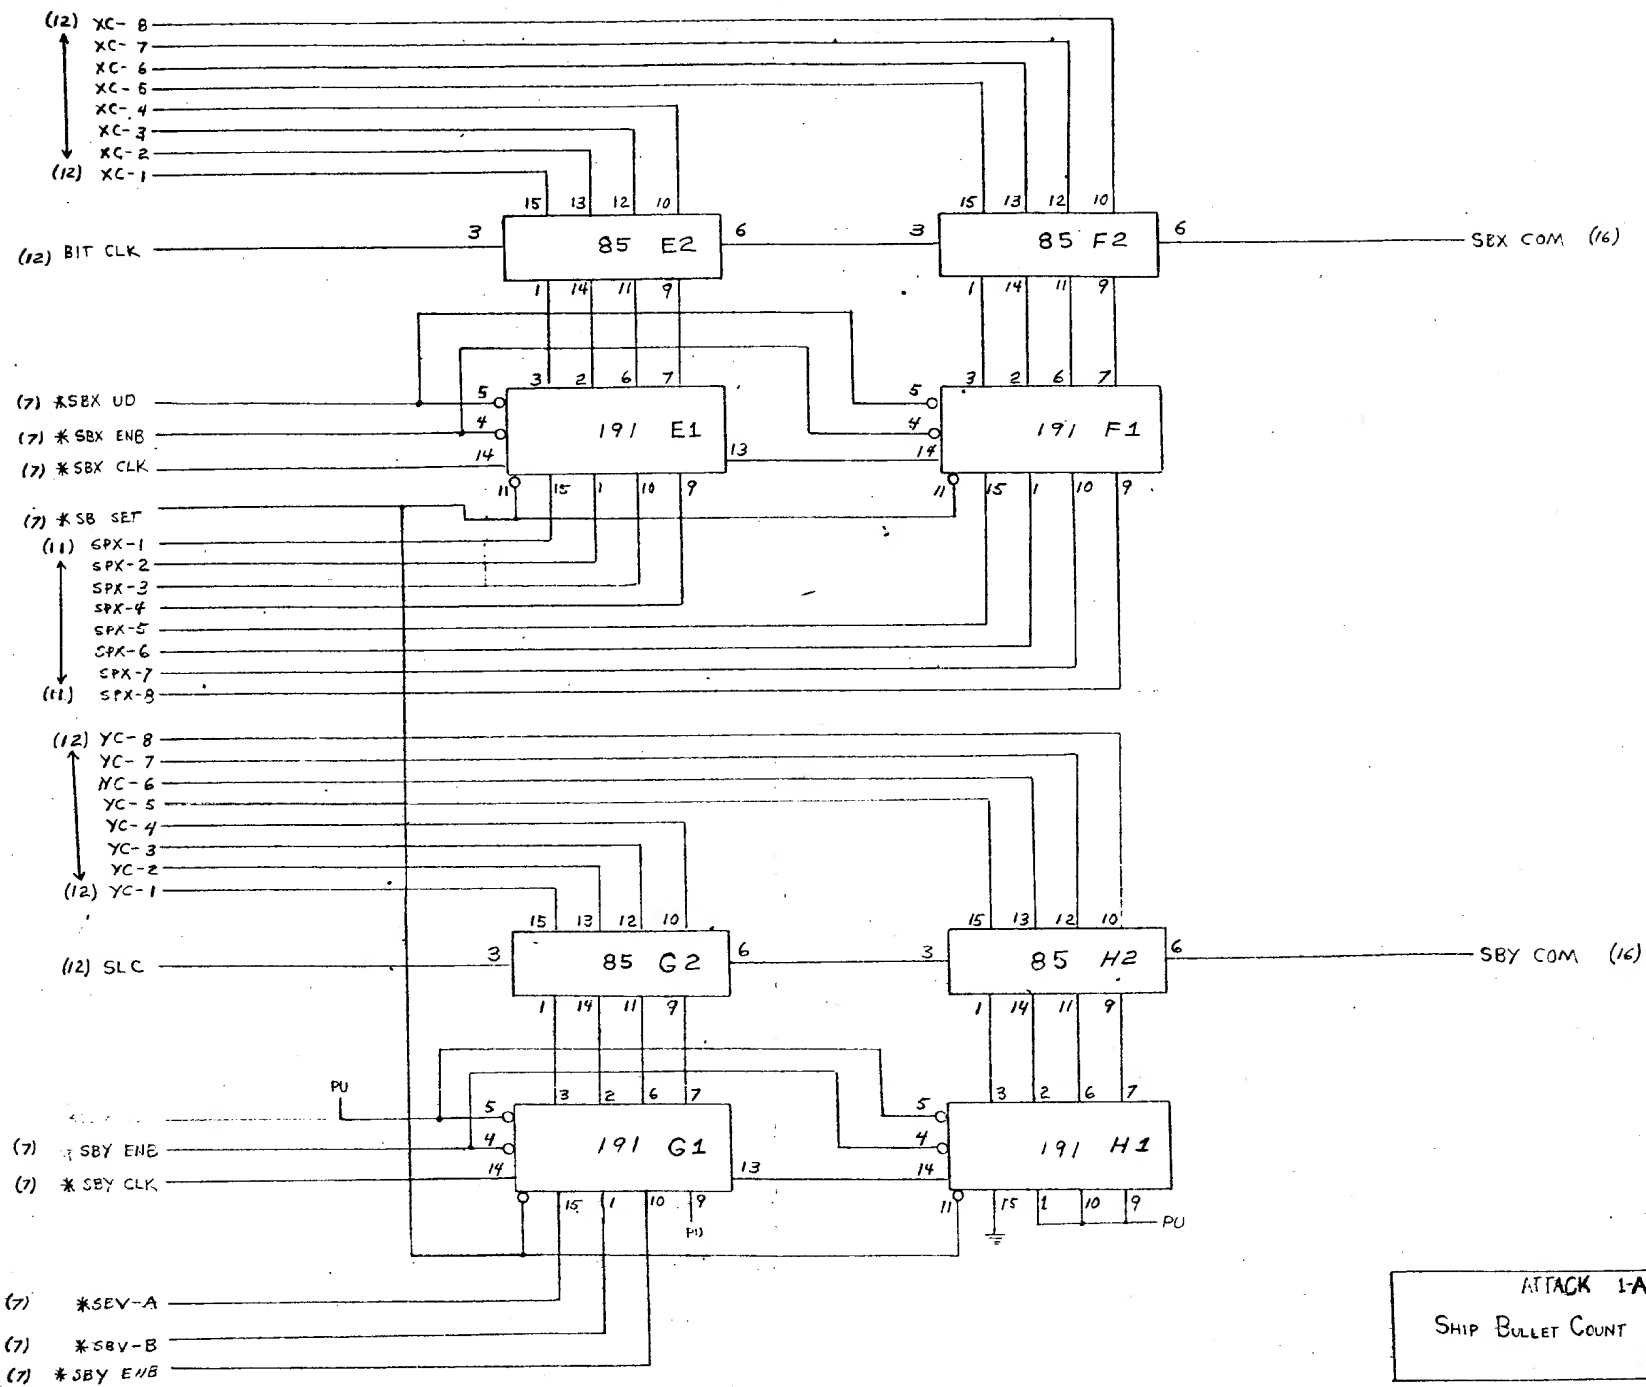 (12) XC-8
XC-7
XC-6
XC-5
XC-4
XC-3
XC-2
(12) XC-1
15 13 12 10
15 13 12 10
(12) BIT CLK
3 85 E2 6
3 85 F2 6
SBX COM (16)
1 14 11 9
1 14 11 9
3 2 6 7
3 2 6 7
(7) *SBX UD
5
5
(7) *SBX ENB
4 191 E1
4 191 F1
(7) *SBX CLK
14 13
14
11 15 1 10 9
11 15 1 10 9
(7) *SB SET
(11) SPX-1
SPX-2
SPX-3
SPX-4
SPX-5
SPX-6
SPX-7
(11) SPX-8
(12) YC-8
YC-7
YC-6
YC-5
YC-4
YC-3
YC-2
(12) YC-1
15 13 12 10
15 13 12 10
(12) SLC
3 85 G2 6
3 85 H2 6
SBY COM (16)
1 14 11 9
1 14 11 9
PU
3 2 6 7
3 2 6 7
5
5
(7) SBY ENB
4 191 G1
4 191 H1
(7) *SBY CLK
14 13
14
15 1 10 9
11 15 1 10 9
PU
PU
(7) *SBV-A
(7) *SBV-B
(7) *SBY ENB
ATTACK 1-A
SHIP BULLET COUNT